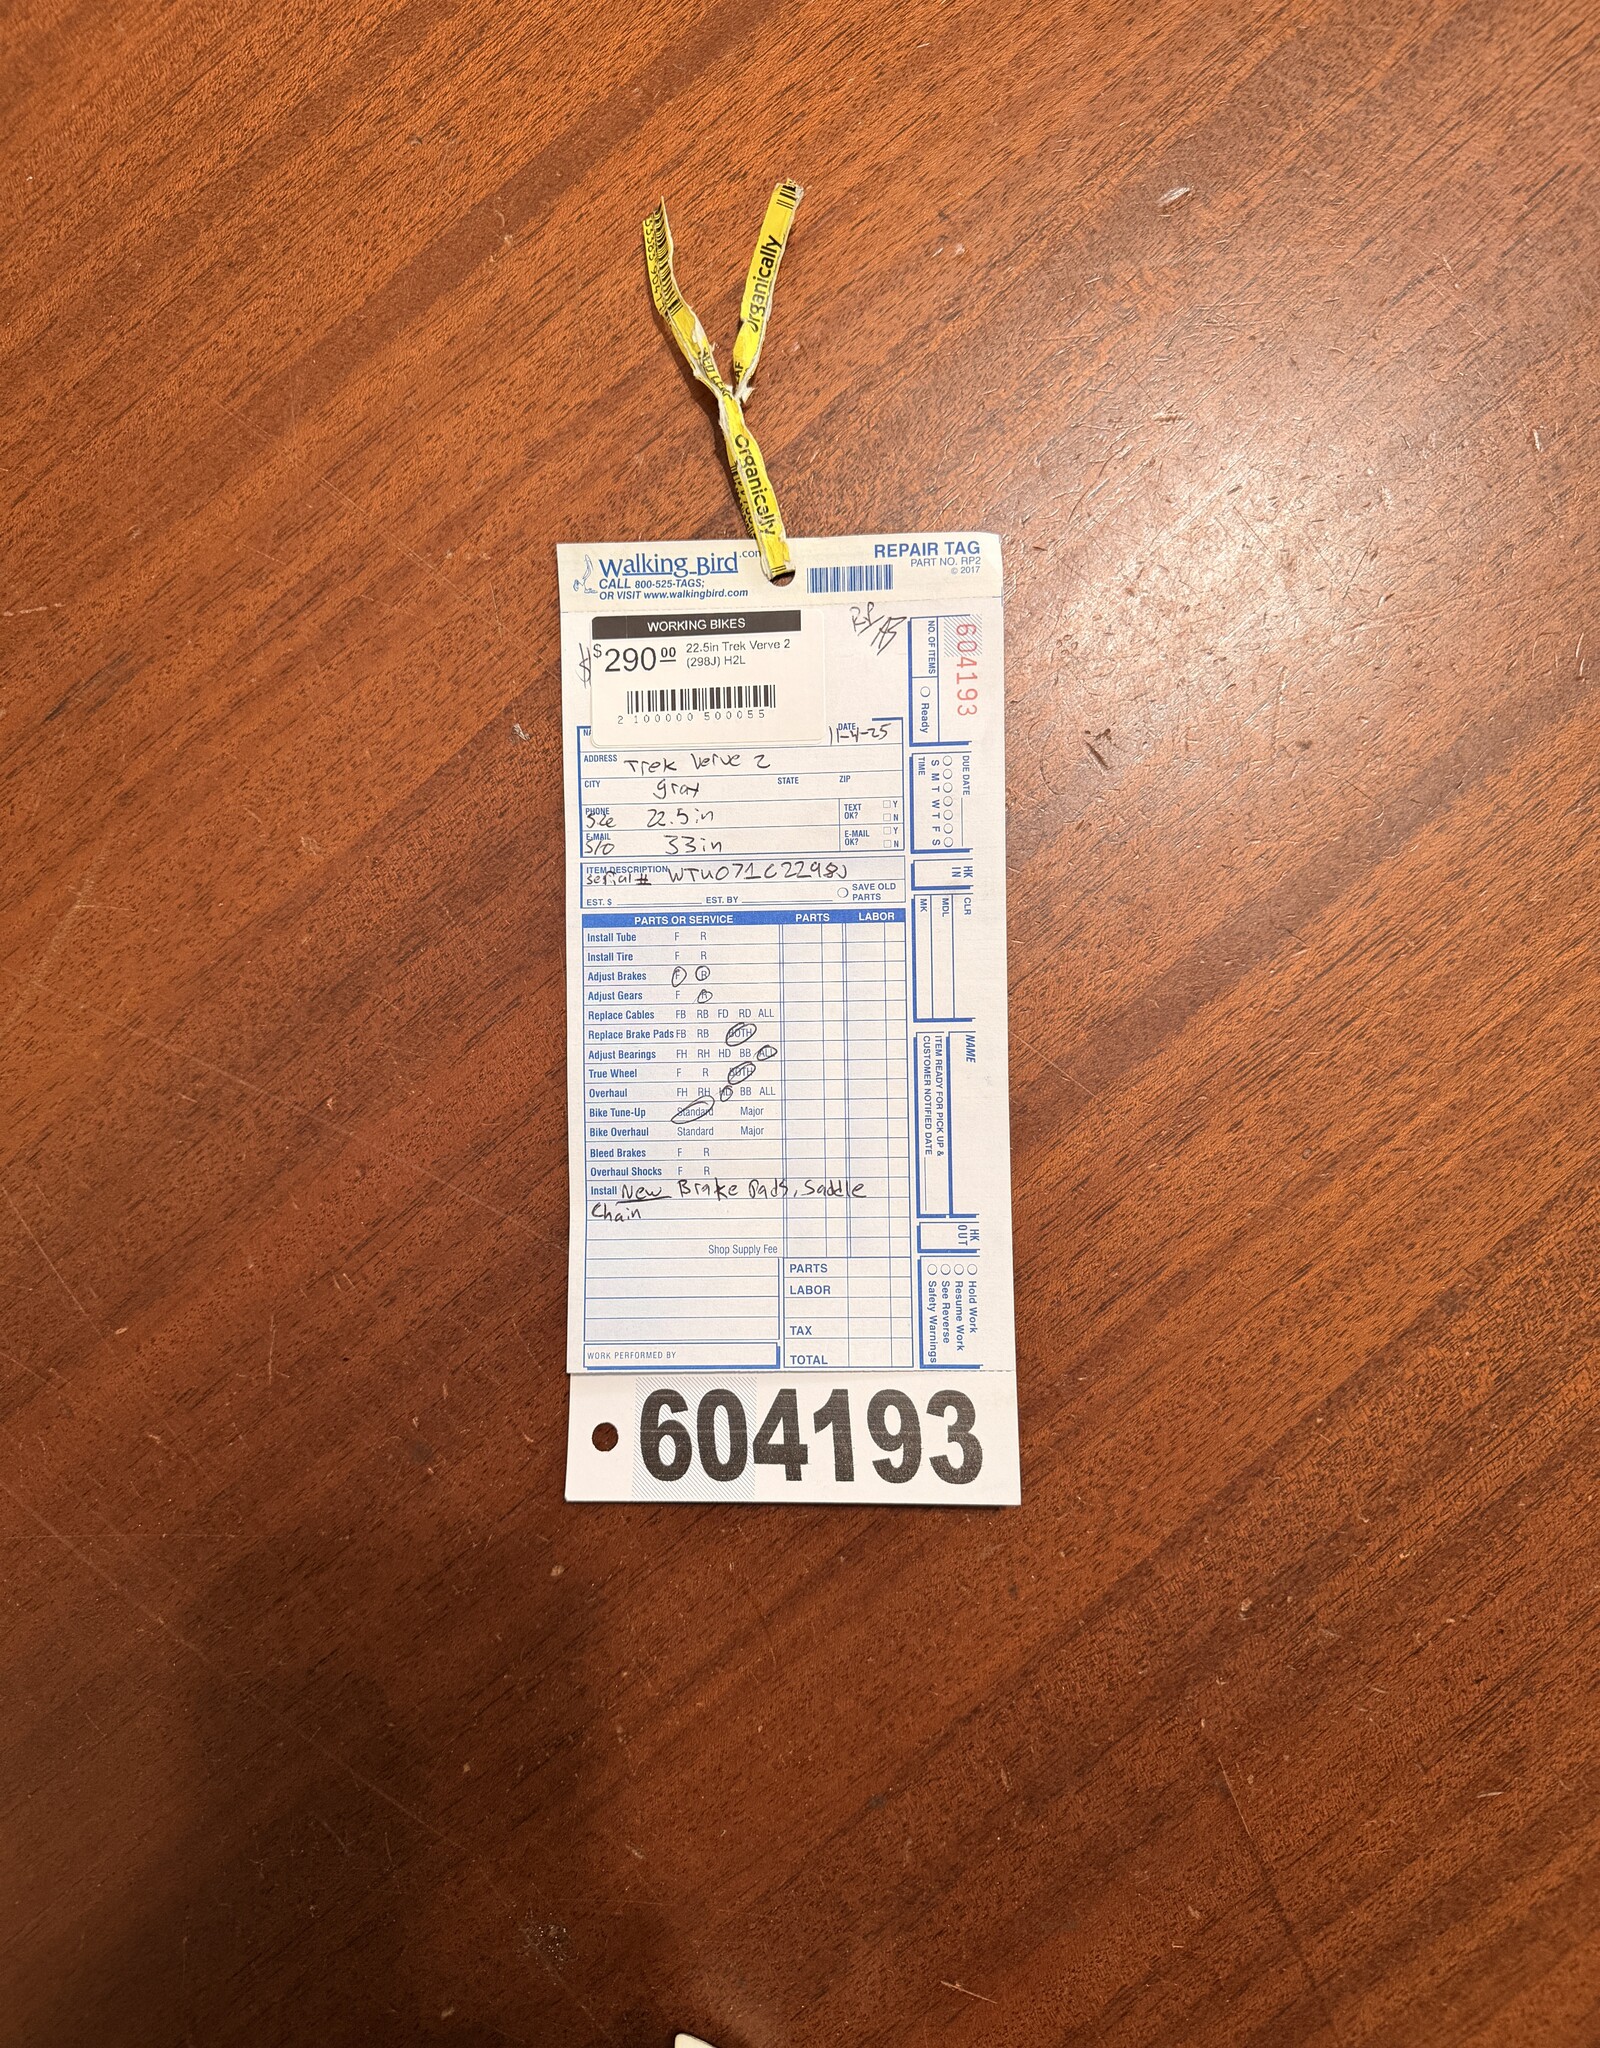 Organically
Organically
Walking Bird.com
CALL 800-525-TAGS;
OR VISIT www.walkingbird.com
REPAIR TAG
PART NO. RP2
© 2017
WORKING BIKES
$290.00 22.5in Trek Verve 2
(298J) H2L
2 100000 500055
$
DATE
11-4-25
ADDRESS Trek Verve 2
CITY gray STATE ZIP
PHONE Size 22.5in TEXT OK? Y N
E-MAIL S/O 33in E-MAIL OK? Y N
ITEM DESCRIPTION
serial # WTU071C2298J
EST. $ EST. BY SAVE OLD PARTS
PARTS OR SERVICE PARTS LABOR
Install Tube F R
Install Tire F R
Adjust Brakes F R
Adjust Gears F R
Replace Cables FB RB FD RD ALL
Replace Brake Pads FB RB BOTH
Adjust Bearings FH RH HD BB ALL
True Wheel F R BOTH
Overhaul FH RH HD BB ALL
Bike Tune-Up Standard Major
Bike Overhaul Standard Major
Bleed Brakes F R
Overhaul Shocks F R
Install New Brake Pads, Saddle
Chain
Shop Supply Fee
PARTS
LABOR
TAX
TOTAL
WORK PERFORMED BY
604193
NO. OF ITEMS
Ready
604193
DUE DATE
S M T W T F S
TIME
HK IN
CLR
MDL
MK
NAME
ITEM READY FOR PICK UP &
CUSTOMER NOTIFIED DATE
HK OUT
Hold Work
Resume Work
See Reverse
Safety Warnings